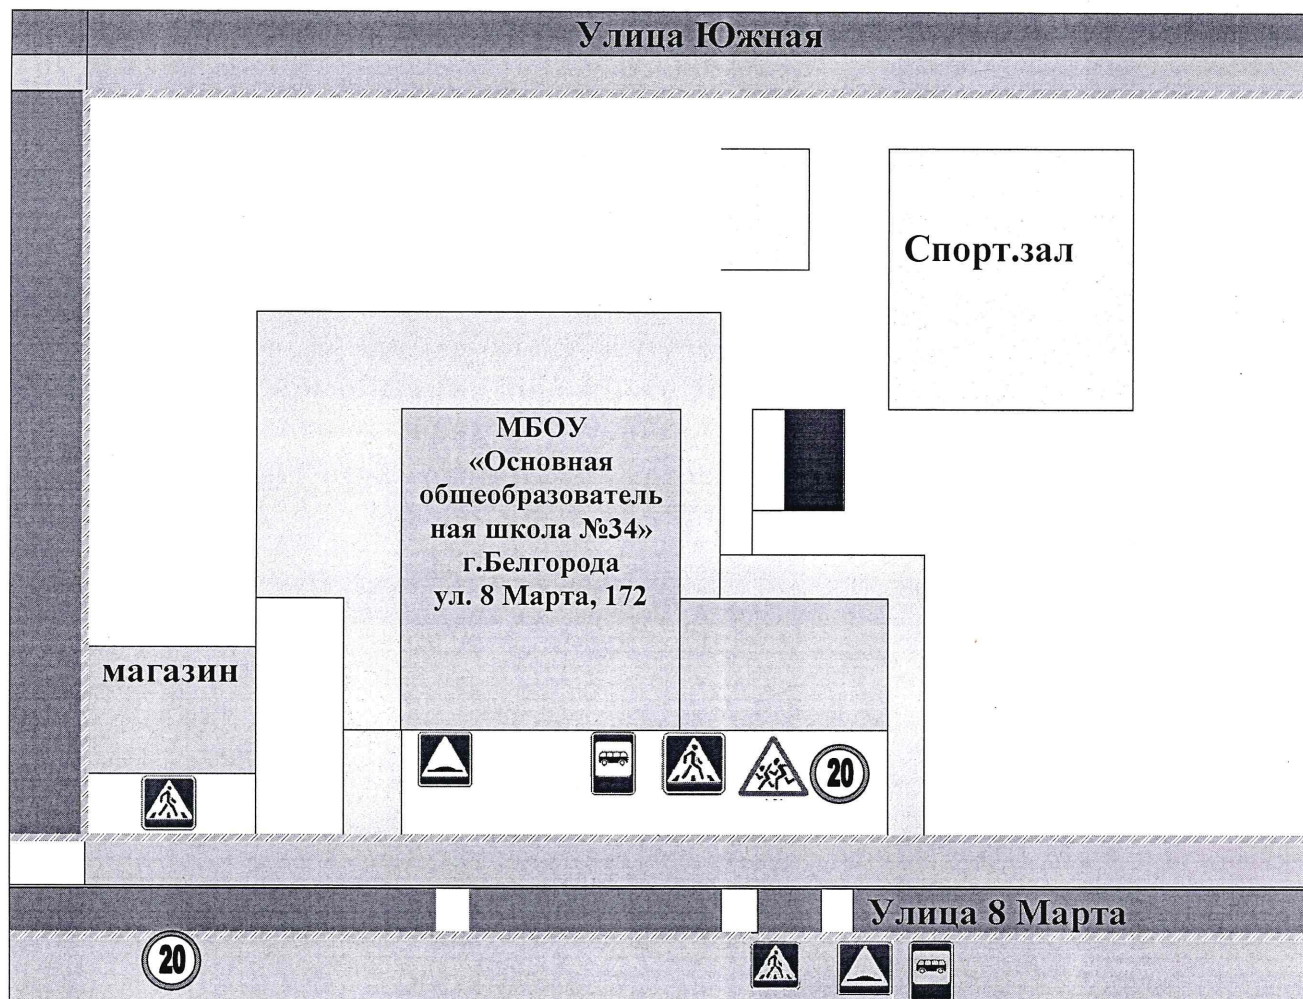 Улица Южная
Спорт.зал
МБОУ
«Основная
общеобразователь
ная школа №34»
г.Белгорода
ул. 8 Марта, 172
магазин
20
Улица 8 Марта
20